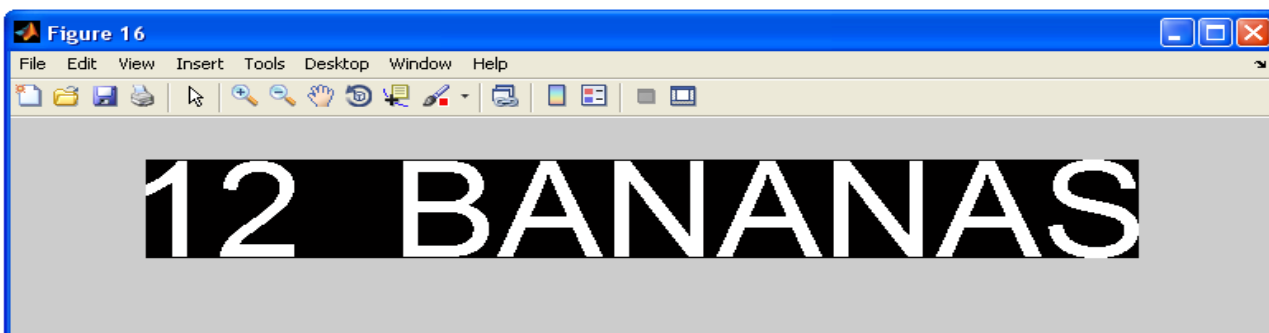 Figure 16
File Edit View Insert Tools Desktop Window Help
12 BANANAS